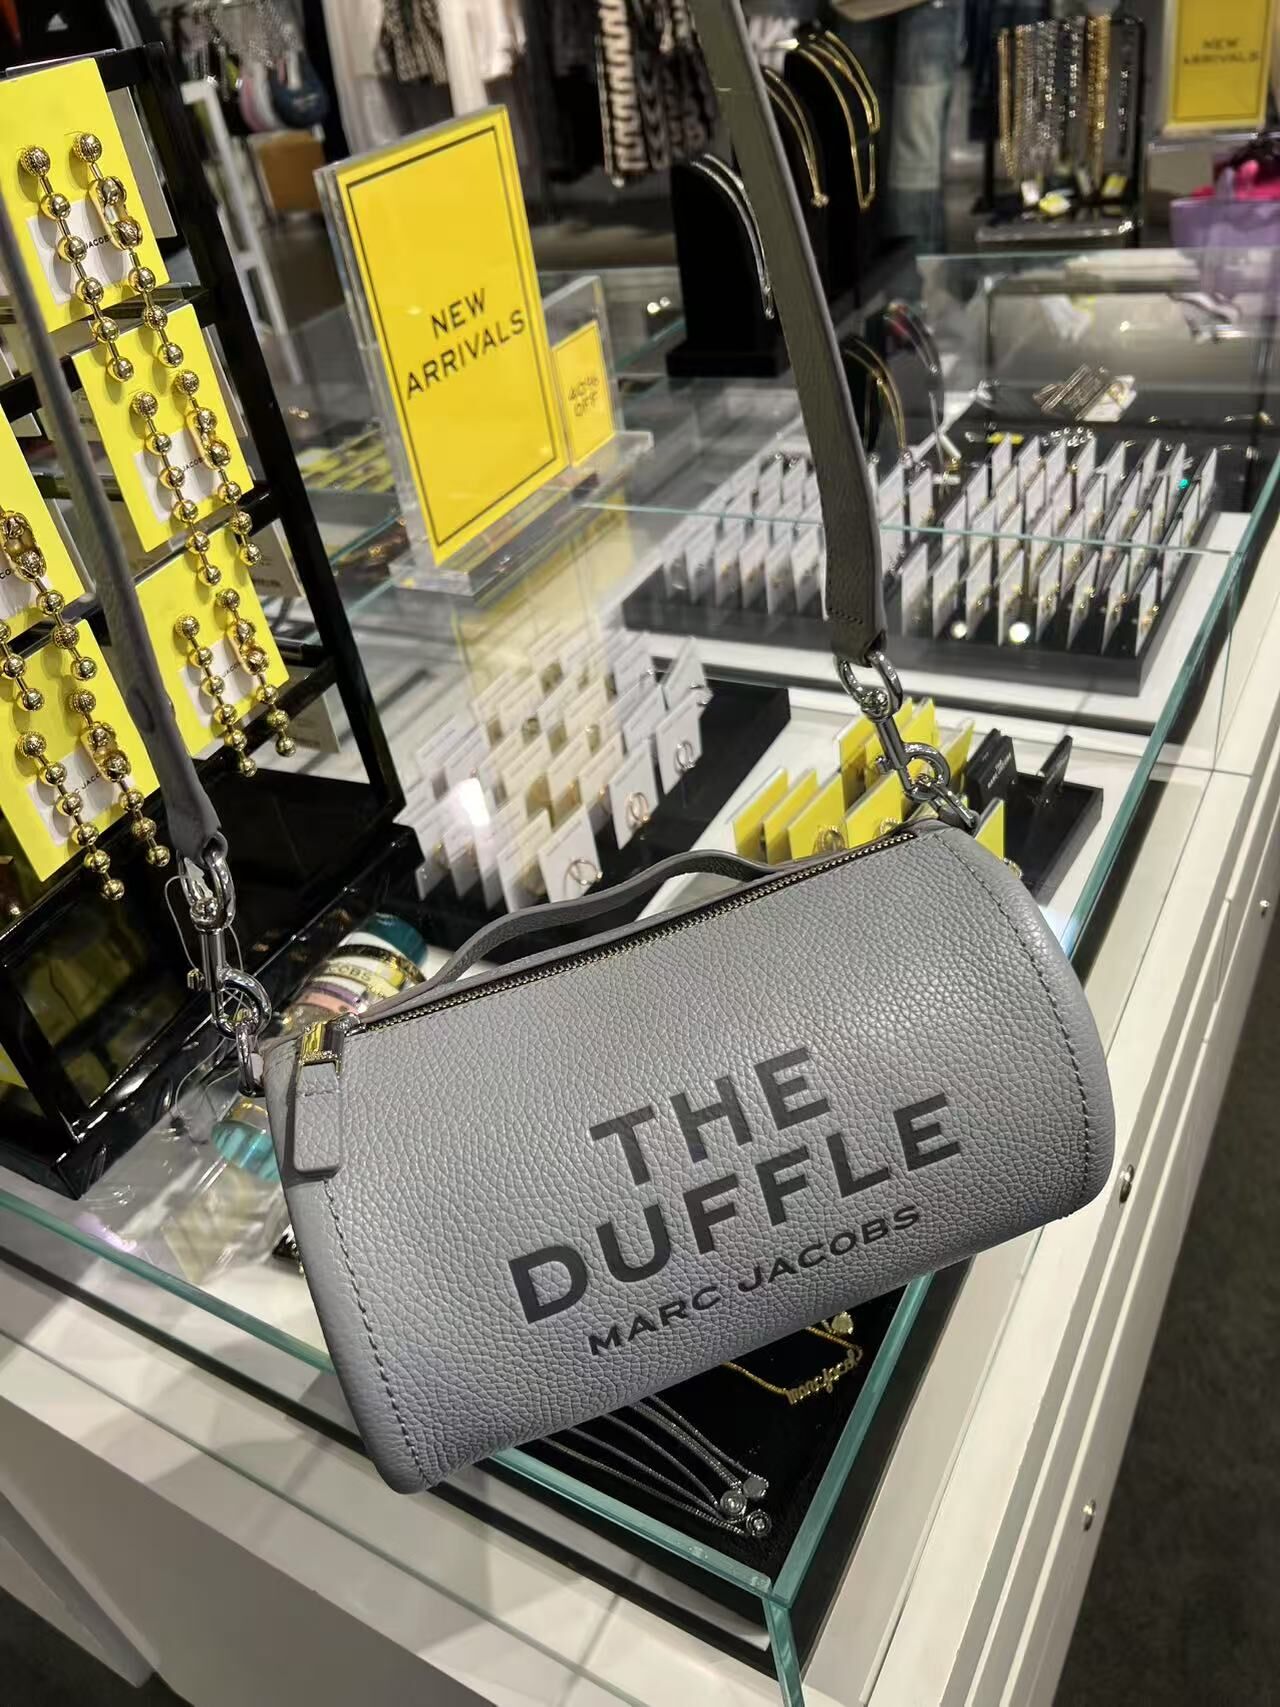 NEW
ARRIVALS
40%
OFF
NEW
ARRIVALS
THE
DUFFLE
MARC JACOBS